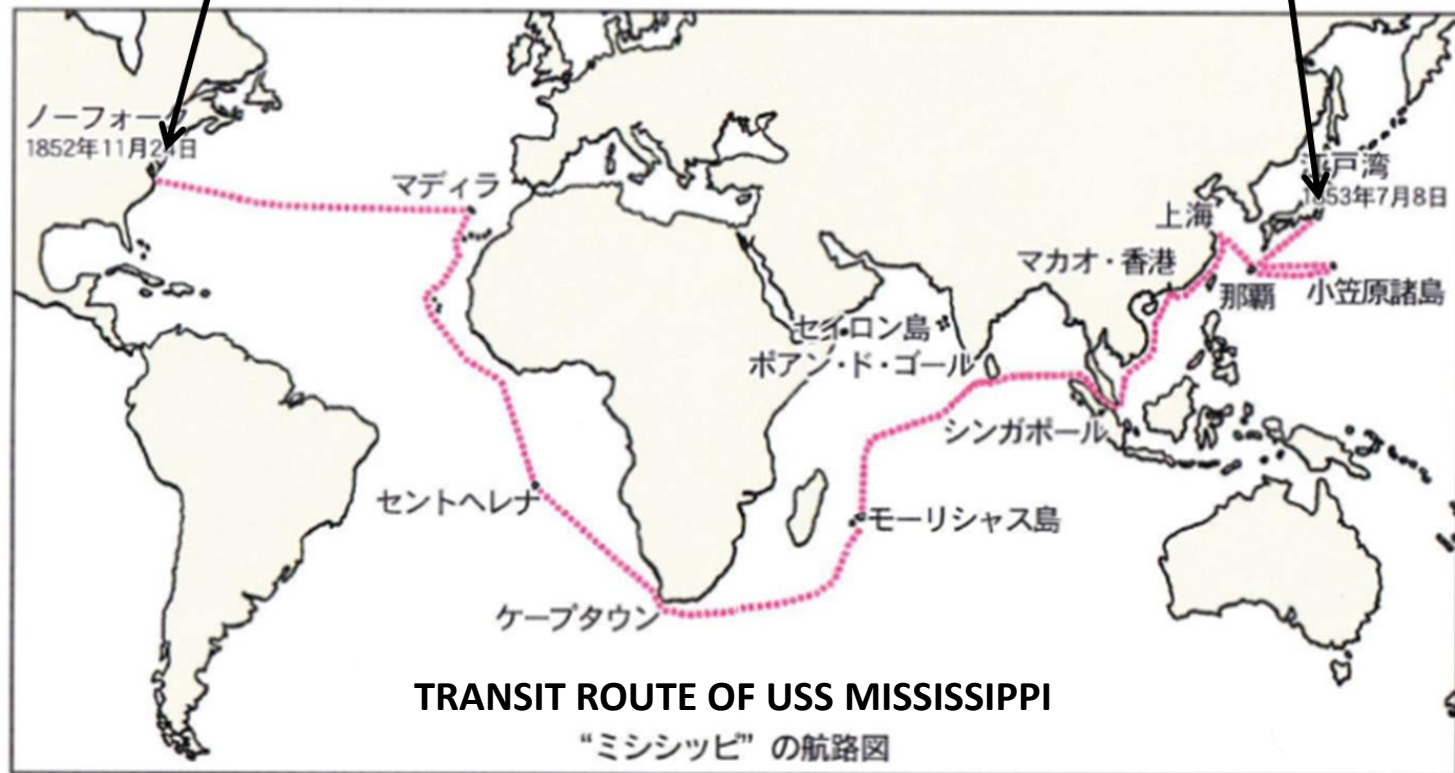 ノーフォーク
1852年11月24日
マディラ
江戸湾
1853年7月8日
上海
マカオ・香港
那覇
小笠原諸島
セイロン島
ポアン・ド・ゴール
シンガポール
セントヘレナ
モーリシャス島
ケープタウン
TRANSIT ROUTE OF USS MISSISSIPPI
“ミシシッピ” の航路図